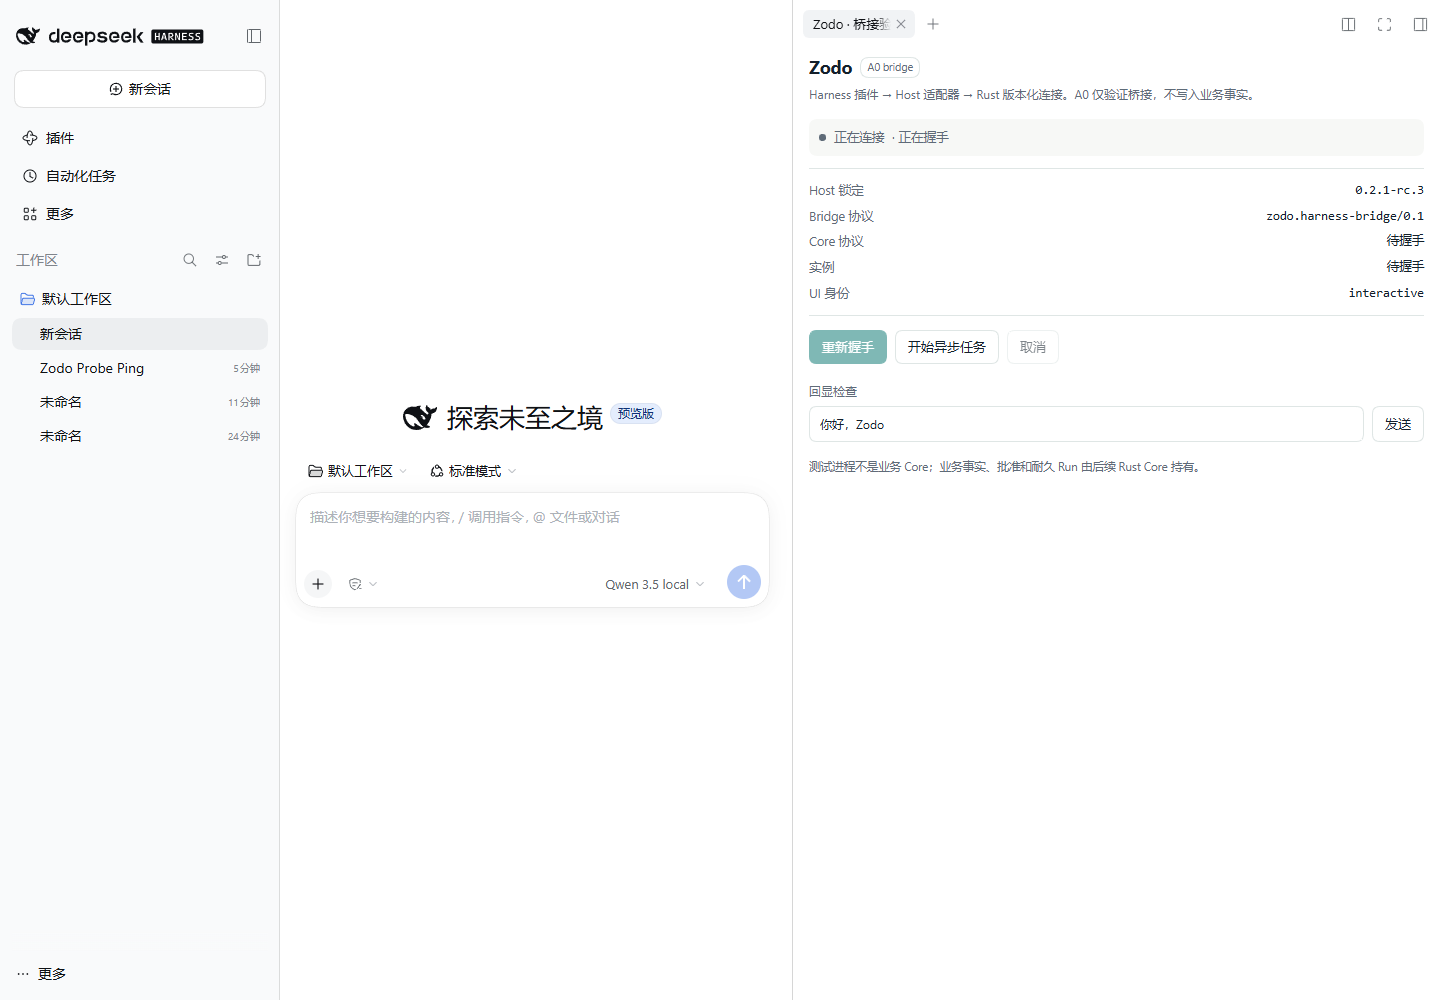 deepseek HARNESS
新会话
插件
自动化任务
更多
工作区
默认工作区
新会话
Zodo Probe Ping 5分钟
未命名 11分钟
未命名 24分钟
更多
探索未至之境 预览版
默认工作区 标准模式
描述你想要构建的内容, / 调用指令, @ 文件或对话
Qwen 3.5 local
Zodo · 桥接
Zodo A0 bridge
Harness 插件 → Host 适配器 → Rust 版本化连接。A0 仅验证桥接，不写入业务事实。
正在连接 · 正在握手
Host 锁定 0.2.1-rc.3
Bridge 协议 zodo.harness-bridge/0.1
Core 协议 待握手
实例 待握手
UI 身份 interactive
重新握手 开始异步任务 取消
回显检查
你好，Zodo 发送
测试进程不是业务 Core；业务事实、批准和耐久 Run 由后续 Rust Core 持有。